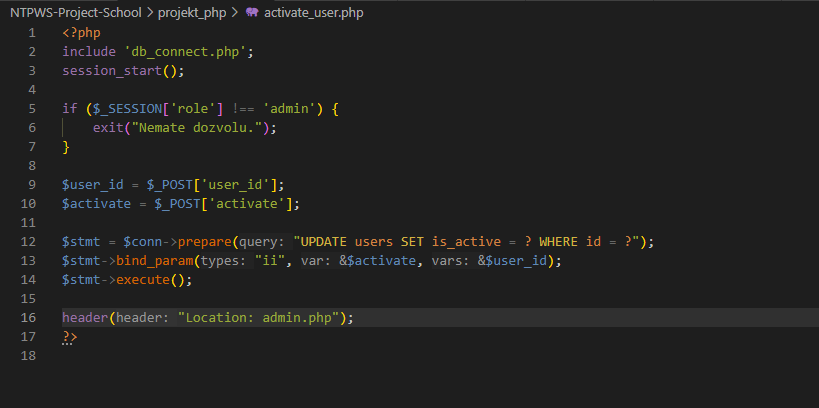 NTPWS-Project-School > projekt_php > activate_user.php
1 <?php
2 include 'db_connect.php';
3 session_start();
4
5 if ($_SESSION['role'] !== 'admin') {
6     exit("Nemate dozvolu.");
7 }
8
9 $user_id = $_POST['user_id'];
10 $activate = $_POST['activate'];
11
12 $stmt = $conn->prepare(query: "UPDATE users SET is_active = ? WHERE id = ?");
13 $stmt->bind_param(types: "ii", var: &$activate, vars: &$user_id);
14 $stmt->execute();
15
16 header(header: "Location: admin.php");
17 ?>
18